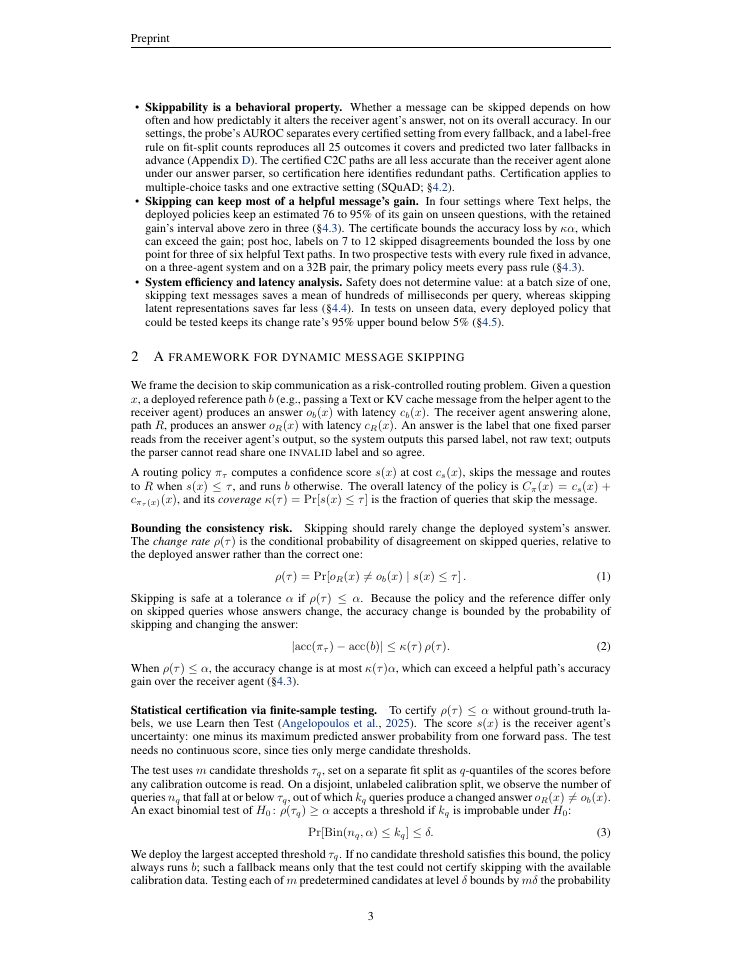 Preprint
• Skippability is a behavioral property. Whether a message can be skipped depends on how
often and how predictably it alters the receiver agent's answer, not on its overall accuracy. In our
settings, the probe's AUROC separates every certified setting from every fallback, and a label-free
rule on fit-split counts reproduces all 25 outcomes it covers and predicted two later fallbacks in
advance (Appendix D). The certified C2C paths are all less accurate than the receiver agent alone
under our answer parser, so certification here identifies redundant paths. Certification applies to
multiple-choice tasks and one extractive setting (SQuAD; §4.2).
• Skipping can keep most of a helpful message's gain. In four settings where Text helps, the
deployed policies keep an estimated 76 to 95% of its gain on unseen questions, with the retained
gain's interval above zero in three (§4.3). The certificate bounds the accuracy loss by κα, which
can exceed the gain; post hoc, labels on 7 to 12 skipped disagreements bounded the loss by one
point for three of six helpful Text paths. In two prospective tests with every rule fixed in advance,
on a three-agent system and on a 32B pair, the primary policy meets every pass rule (§4.3).
• System efficiency and latency analysis. Safety does not determine value: at a batch size of one,
skipping text messages saves a mean of hundreds of milliseconds per query, whereas skipping
latent representations saves far less (§4.4). In tests on unseen data, every deployed policy that
could be tested keeps its change rate's 95% upper bound below 5% (§4.5).
2 A FRAMEWORK FOR DYNAMIC MESSAGE SKIPPING
We frame the decision to skip communication as a risk-controlled routing problem. Given a question
x, a deployed reference path b (e.g., passing a Text or KV cache message from the helper agent to the
receiver agent) produces an answer o_b(x) with latency c_b(x). The receiver agent answering alone,
path R, produces an answer o_R(x) with latency c_R(x). An answer is the label that one fixed parser
reads from the receiver agent's output, so the system outputs this parsed label, not raw text; outputs
the parser cannot read share one INVALID label and so agree.
A routing policy π_τ computes a confidence score s(x) at cost c_s(x), skips the message and routes
to R when s(x) ≤ τ, and runs b otherwise. The overall latency of the policy is C_π(x) = c_s(x) +
c_{π_τ(x)}(x), and its coverage κ(τ) = Pr[s(x) ≤ τ] is the fraction of queries that skip the message.
Bounding the consistency risk. Skipping should rarely change the deployed system's answer.
The change rate ρ(τ) is the conditional probability of disagreement on skipped queries, relative to
the deployed answer rather than the correct one:
ρ(τ) = Pr[o_R(x) ≠ o_b(x) | s(x) ≤ τ] . (1)
Skipping is safe at a tolerance α if ρ(τ) ≤ α. Because the policy and the reference differ only
on skipped queries whose answers change, the accuracy change is bounded by the probability of
skipping and changing the answer:
|acc(π_τ) − acc(b)| ≤ κ(τ) ρ(τ). (2)
When ρ(τ) ≤ α, the accuracy change is at most κ(τ)α, which can exceed a helpful path's accuracy
gain over the receiver agent (§4.3).
Statistical certification via finite-sample testing. To certify ρ(τ) ≤ α without ground-truth la-
bels, we use Learn then Test (Angelopoulos et al., 2025). The score s(x) is the receiver agent's
uncertainty: one minus its maximum predicted answer probability from one forward pass. The test
needs no continuous score, since ties only merge candidate thresholds.
The test uses m candidate thresholds τ_q, set on a separate fit split as q-quantiles of the scores before
any calibration outcome is read. On a disjoint, unlabeled calibration split, we observe the number of
queries n_q that fall at or below τ_q, out of which k_q queries produce a changed answer o_R(x) ≠ o_b(x).
An exact binomial test of H_0: ρ(τ_q) ≥ α accepts a threshold if k_q is improbable under H_0:
Pr[Bin(n_q, α) ≤ k_q] ≤ δ. (3)
We deploy the largest accepted threshold τ_q. If no candidate threshold satisfies this bound, the policy
always runs b; such a fallback means only that the test could not certify skipping with the available
calibration data. Testing each of m predetermined candidates at level δ bounds by mδ the probability
3